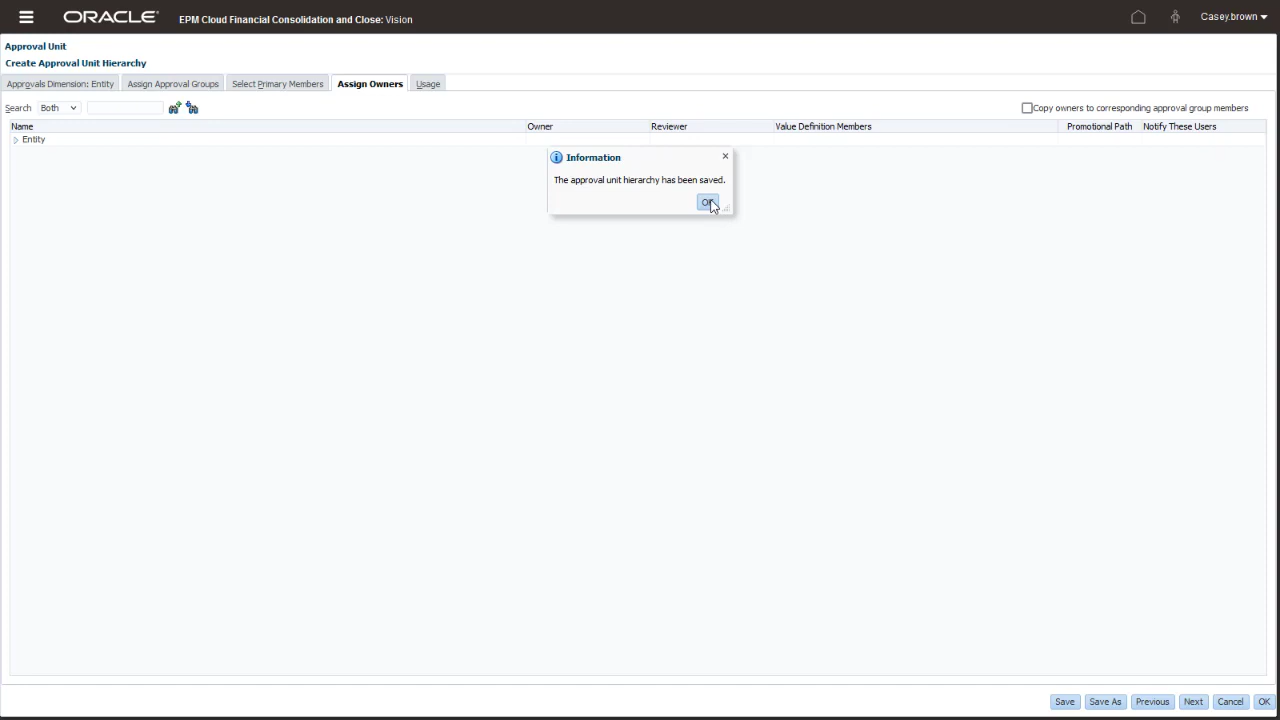 ORACLE® EPM Cloud Financial Consolidation and Close: Vision Casey.brown
Approval Unit
Create Approval Unit Hierarchy
Approvals Dimension: Entity Assign Approval Groups Select Primary Members Assign Owners Usage
Search Both Copy owners to corresponding approval group members
Name Owner Reviewer Value Definition Members Promotional Path Notify These Users
Entity
Information
The approval unit hierarchy has been saved.
OK
Save Save As Previous Next Cancel OK